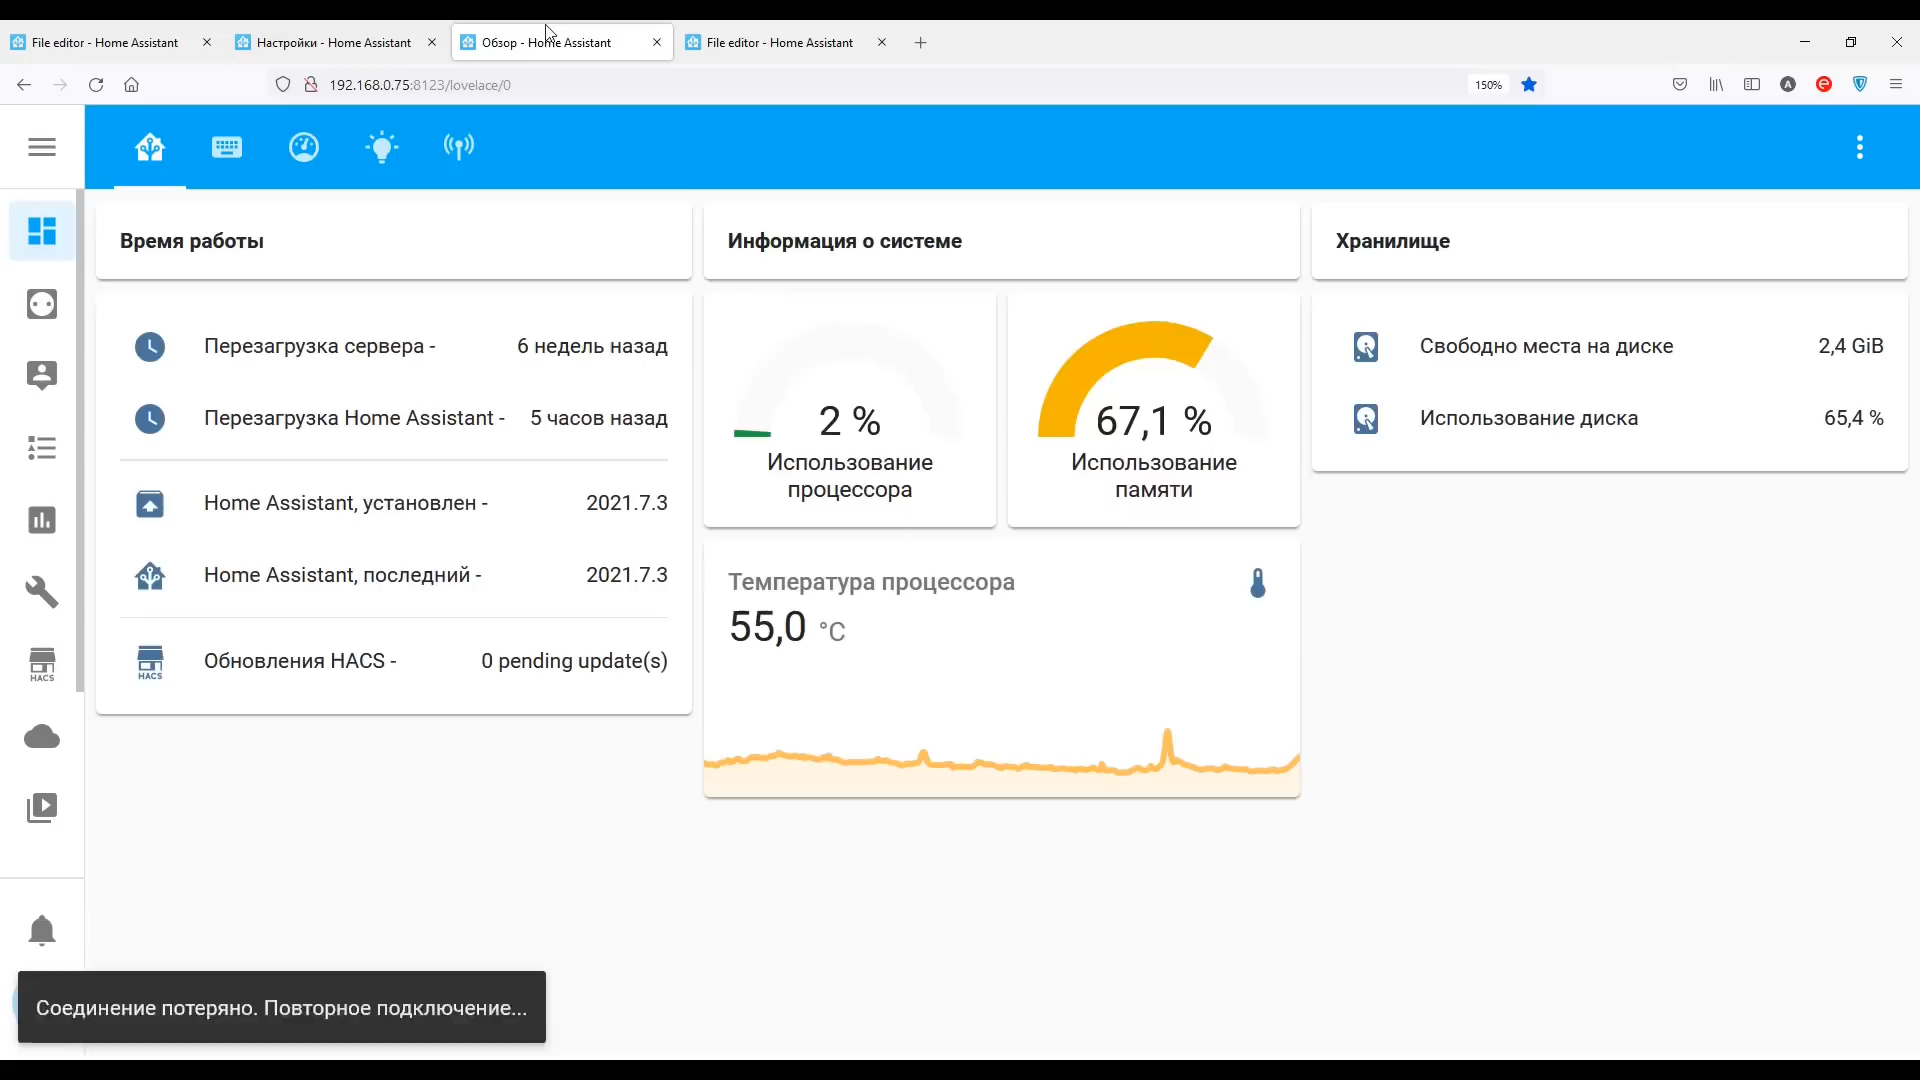 File editor - Home Assistant
Настройки - Home Assistant
Обзор - Home Assistant
File editor - Home Assistant
192.168.0.75:8123/lovelace/0
150%
A
e
Время работы
Перезагрузка сервера -
6 недель назад
Перезагрузка Home Assistant -
5 часов назад
Home Assistant, установлен -
2021.7.3
Home Assistant, последний -
2021.7.3
HACS
Обновления HACS -
0 pending update(s)
Информация о системе
2 %
Использование
процессора
67,1 %
Использование
памяти
Температура процессора
55,0 °C
Хранилище
Свободно места на диске
2,4 GiB
Использование диска
65,4 %
HACS
Соединение потеряно. Повторное подключение...